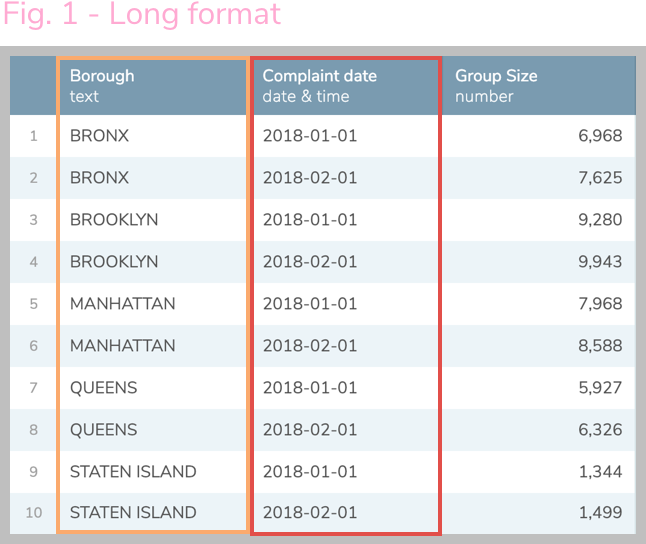 Fig. 1 - Long format
Borough Complaint date Group Size
text date & time number
1 BRONX 2018-01-01 6,968
2 BRONX 2018-02-01 7,625
3 BROOKLYN 2018-01-01 9,280
4 BROOKLYN 2018-02-01 9,943
5 MANHATTAN 2018-01-01 7,968
6 MANHATTAN 2018-02-01 8,588
7 QUEENS 2018-01-01 5,927
8 QUEENS 2018-02-01 6,326
9 STATEN ISLAND 2018-01-01 1,344
10 STATEN ISLAND 2018-02-01 1,499